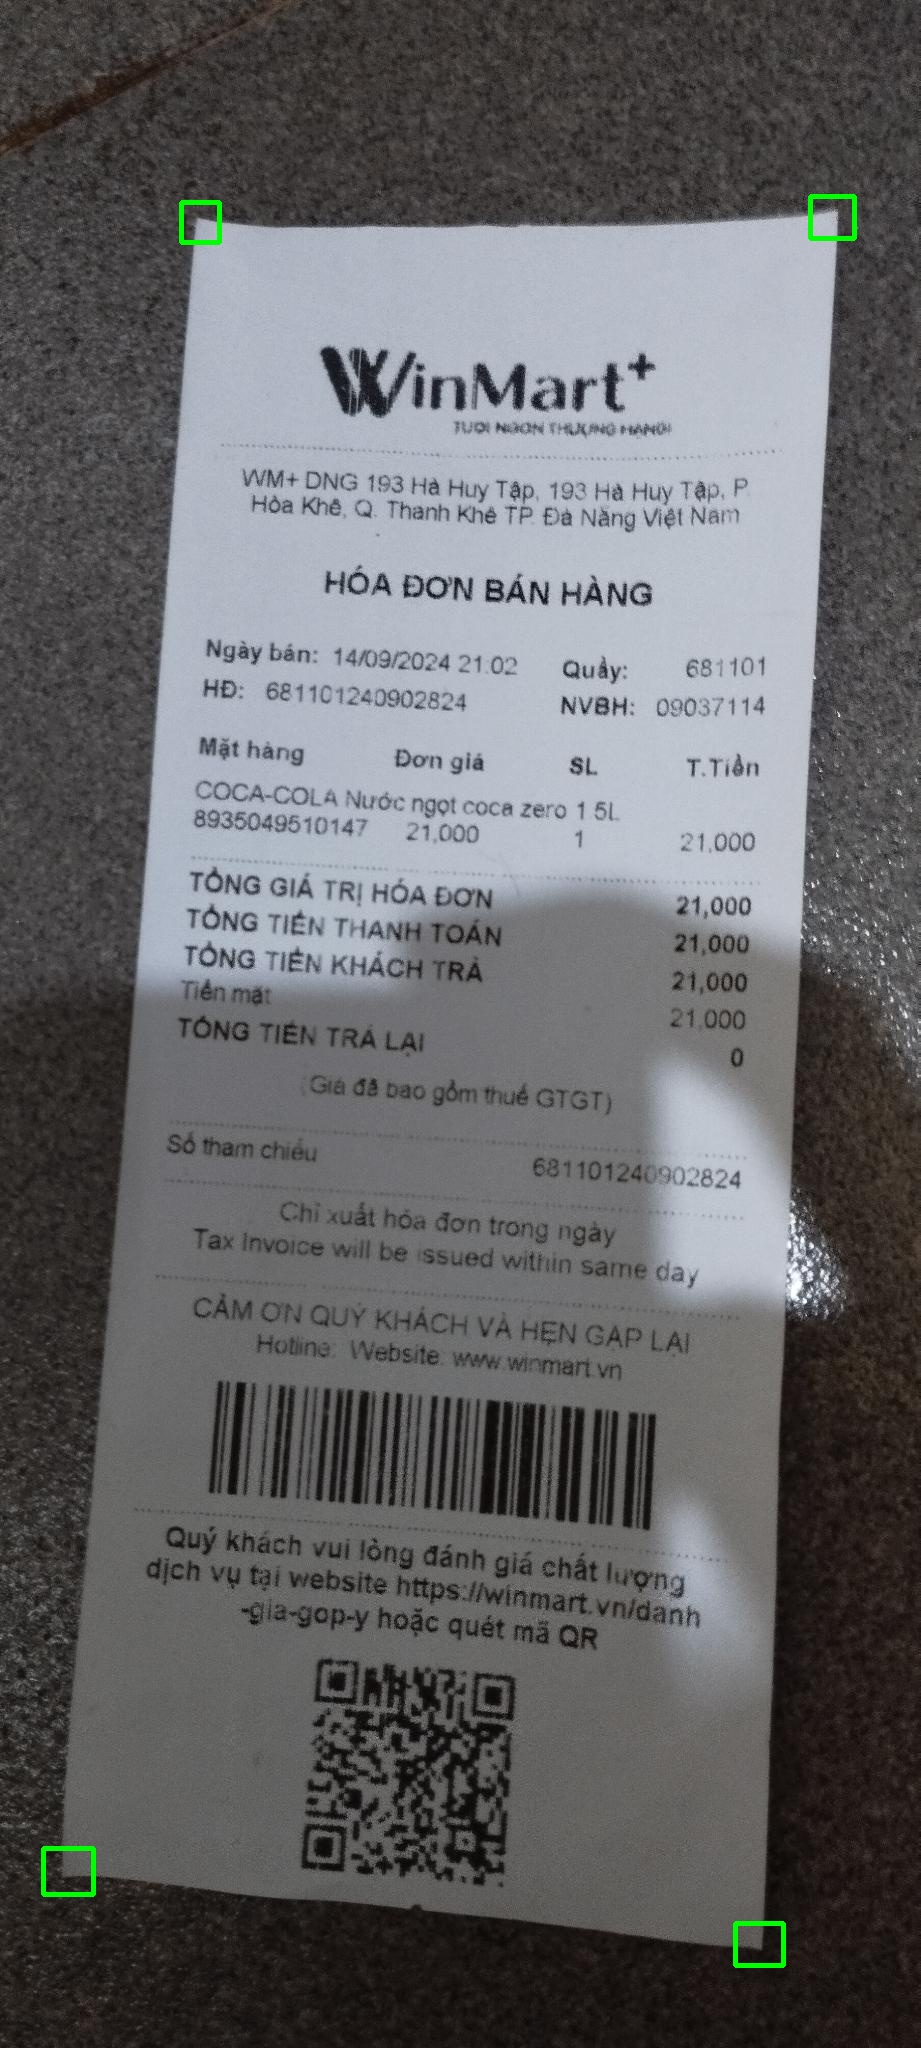 WinMart+
TƯƠI NGON THƯỢNG HẠNG!
WM+ DNG 193 Hà Huy Tập, 193 Hà Huy Tập, P.
Hòa Khê, Q. Thanh Khê TP. Đà Nẵng Việt Nam
HÓA ĐƠN BÁN HÀNG
Ngày bán: 14/09/2024 21:02 Quầy: 681101
HĐ: 681101240902824 NVBH: 09037114
Mặt hàng Đơn giá SL T.Tiền
COCA-COLA Nước ngọt coca zero 1.5L
8935049510147 21,000 1 21,000
TỔNG GIÁ TRỊ HÓA ĐƠN 21,000
TỔNG TIỀN THANH TOÁN 21,000
TỔNG TIỀN KHÁCH TRẢ 21,000
Tiền mặt 21,000
TỔNG TIỀN TRẢ LẠI 0
(Giá đã bao gồm thuế GTGT)
Số tham chiếu 681101240902824
Chỉ xuất hóa đơn trong ngày
Tax Invoice will be issued within same day
CẢM ƠN QUÝ KHÁCH VÀ HẸN GẶP LẠI
Hotline: Website: www.winmart.vn
Quý khách vui lòng đánh giá chất lượng
dịch vụ tại website https://winmart.vn/danh
-gia-gop-y hoặc quét mã QR